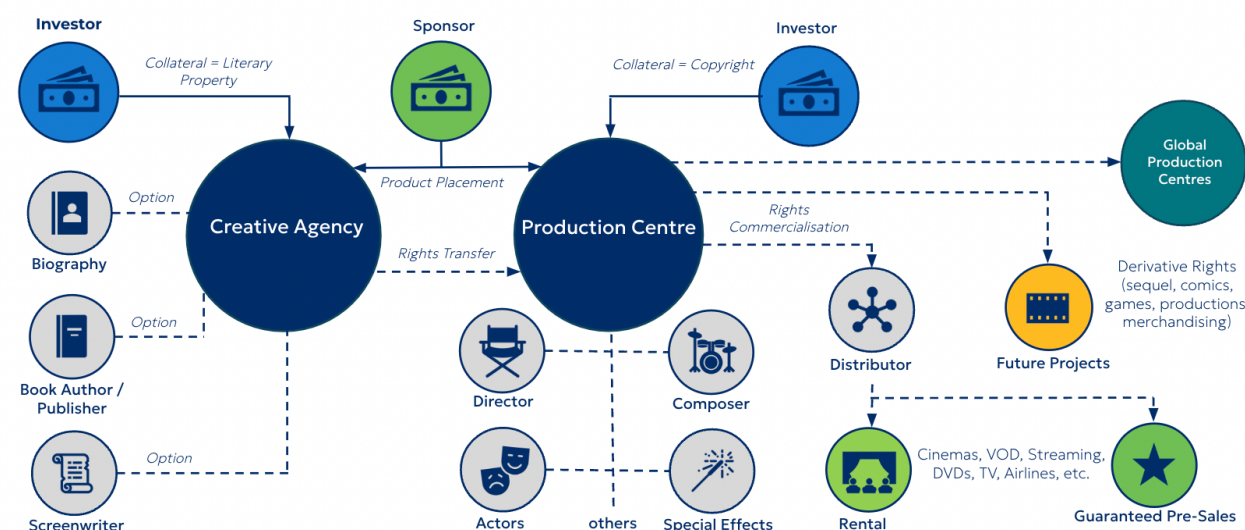 Investor
Sponsor
Investor
Collateral = Literary
Property
Collateral = Copyright
Global
Production
Centres
Product Placement
Option
Creative Agency
Production Centre
Rights
Commercialisation
Biography
Rights Transfer
Derivative Rights
(sequel, comics,
games, productions
merchandising)
Option
Book Author /
Publisher
Director
Composer
Distributor
Future Projects
Option
Cinemas, VOD, Streaming,
DVDs, TV, Airlines, etc.
Screenwriter
Actors
others
Special Effects
Rental
Guaranteed Pre-Sales